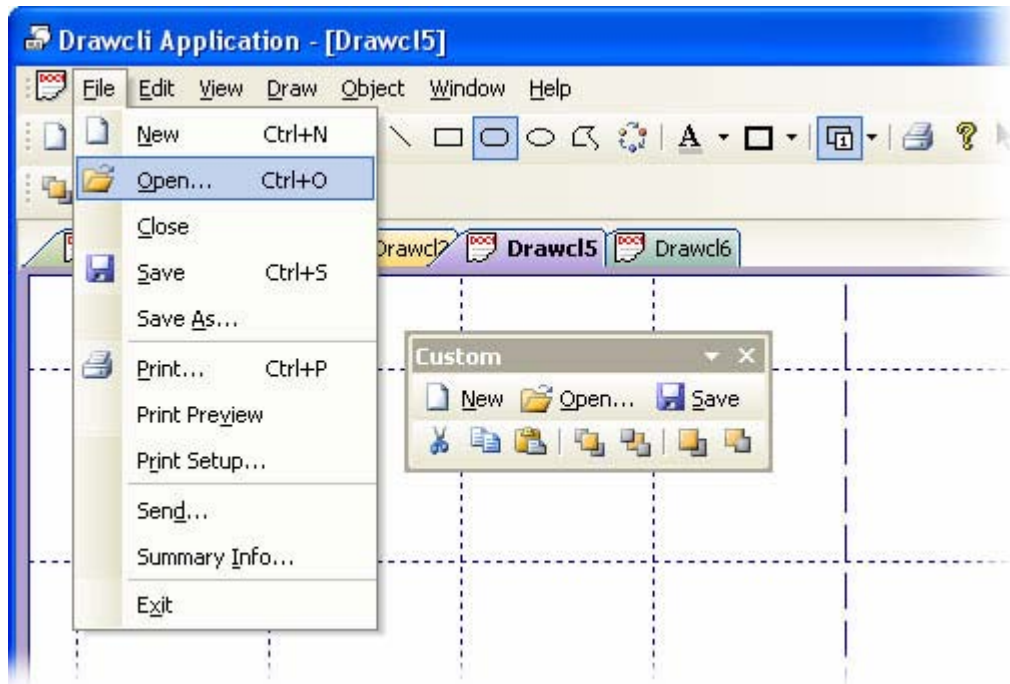 Drawcli Application - [Drawcl5]
File Edit View Draw Object Window Help
New Ctrl+N
Open... Ctrl+O
Close
Save Ctrl+S
Save As...
Print... Ctrl+P
Print Preview
Print Setup...
Send...
Summary Info...
Exit
A
Drawcl5 Drawcl6
Custom
New Open... Save